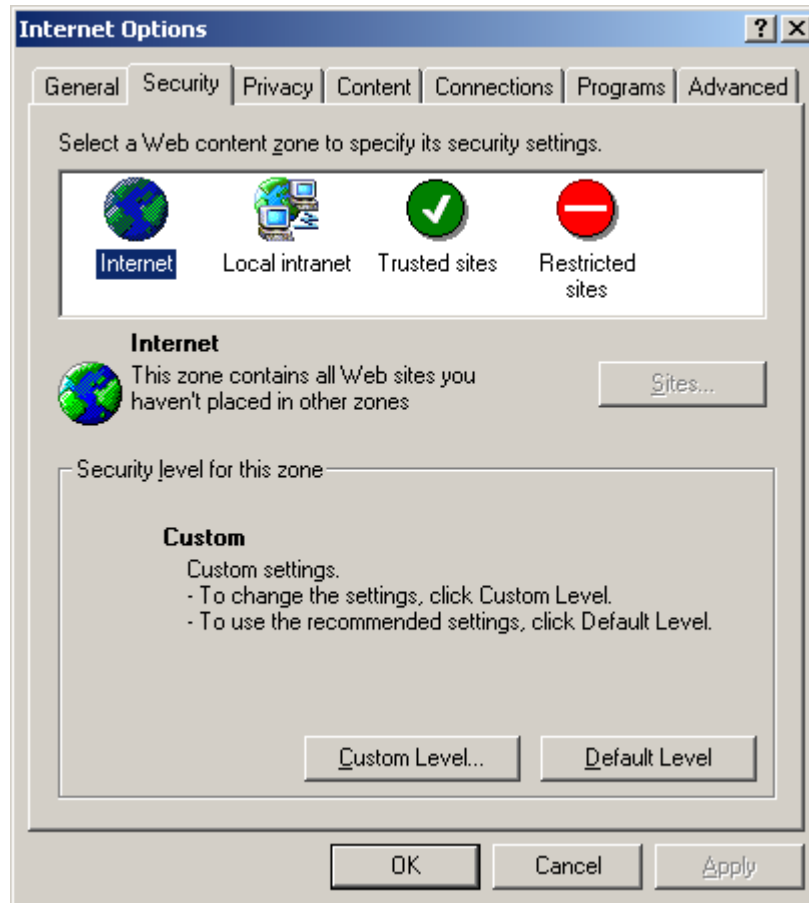 Internet Options
General Security Privacy Content Connections Programs Advanced
Select a Web content zone to specify its security settings.
Internet Local intranet Trusted sites Restricted
sites
Internet
This zone contains all Web sites you
haven't placed in other zones
Sites...
Security level for this zone
Custom
Custom settings.
- To change the settings, click Custom Level.
- To use the recommended settings, click Default Level.
Custom Level... Default Level
OK Cancel Apply